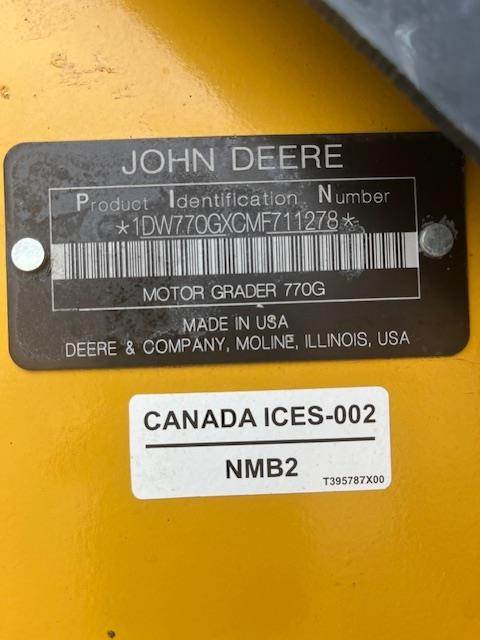 JOHN DEERE
Product Identification Number
*1DW770GXCMF711278*
MOTOR GRADER 770G
MADE IN USA
DEERE & COMPANY, MOLINE, ILLINOIS, USA
CANADA ICES-002
NMB2
T395787X00